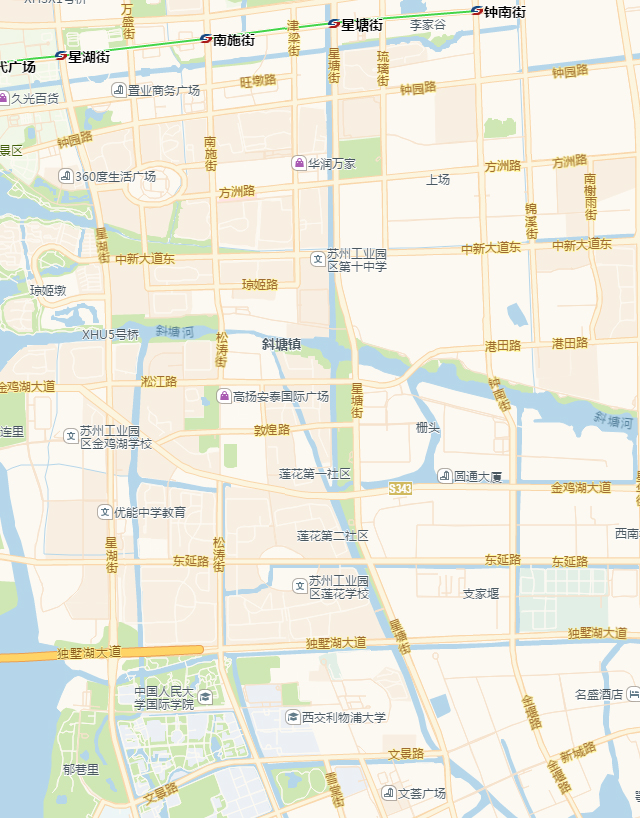 万盛街
钟南街
星塘街
李家谷
南施街
津梁街
星湖街
代广场
星塘街
琉璃街
旺墩路
钟园路
钟园路
置业商务广场
久光百货
钟园路
南施街
景区
华润万家
方洲路
方洲路
360度生活广场
上场
南榭雨街
方洲路
锦溪街
星湖街
中新大道东
中新大道东
中新大道东
苏州工业园
区第十中学
琼姬墩
琼姬路
XHU5号桥
斜塘河
松涛街
斜塘镇
港田路
港田路
金鸡湖大道
淞江路
星塘街
高扬安泰国际广场
斜塘河
连里
苏州工业园
区金鸡湖学校
敦煌路
栅头
莲花第一社区
圆通大厦
S343
金鸡湖大道
优能中学教育
星湖街
松涛街
莲花第二社区
东延路
东延路
东延路
苏州工业园
区莲花学校
支家堰
星塘街
独墅湖大道
独墅湖大道
独墅湖大道
中国人民大
学国际学院
名盛酒店
西交利物浦大学
金堰路
文景路
新城路
郁巷里
金堰路
文景路
文荟广场